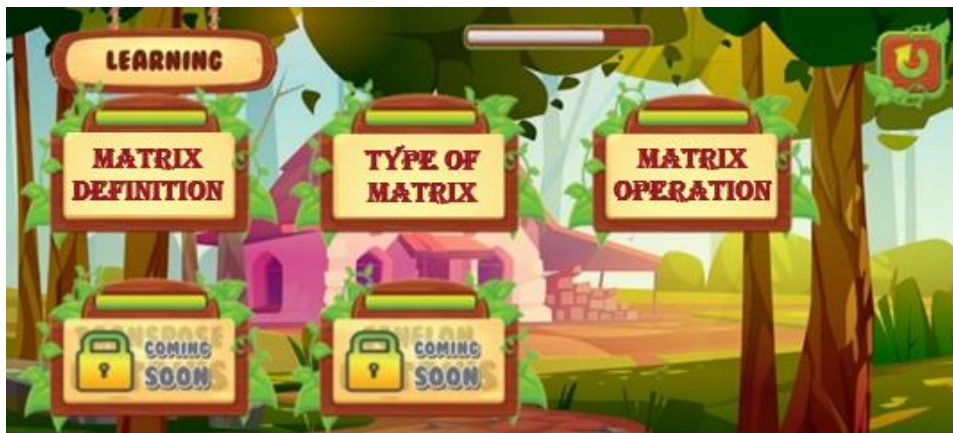 LEARNING
MATRIX
DEFINITION
TYPE OF
MATRIX
MATRIX
OPERATION
COMING
SOON
COMING
SOON